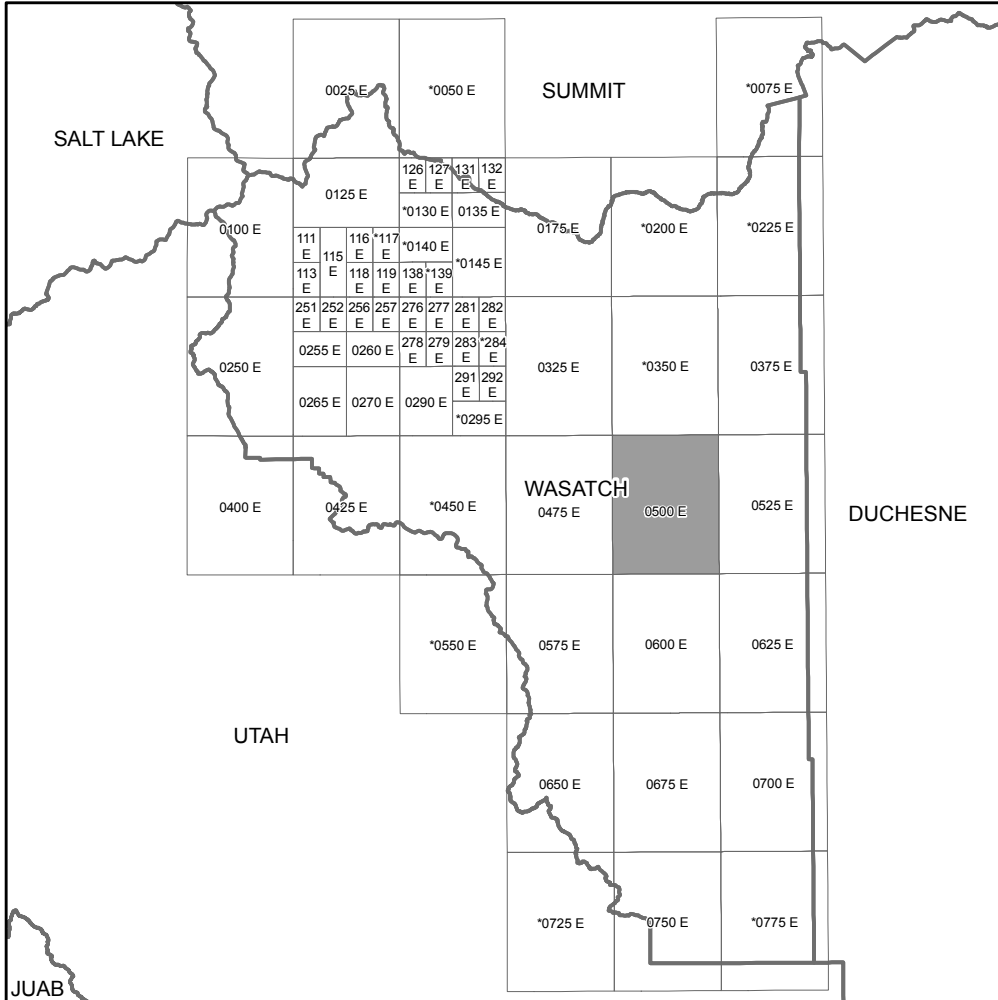 0025 E
*0050 E
SUMMIT
*0075 E
SALT LAKE
126
E
127
E
131
E
132
E
0125 E
*0130 E
0135 E
0100 E
0175 E
*0200 E
*0225 E
111
E
115
E
116
E
*117
E
*0140 E
*0145 E
113
E
118
E
119
E
138
E
*139
E
251
E
252
E
256
E
257
E
276
E
277
E
281
E
282
E
0250 E
0255 E
0260 E
278
E
279
E
283
E
*284
E
0325 E
*0350 E
0375 E
0265 E
0270 E
0290 E
291
E
292
E
*0295 E
WASATCH
0400 E
0425 E
*0450 E
0475 E
0500 E
0525 E
DUCHESNE
*0550 E
0575 E
0600 E
0625 E
UTAH
0650 E
0675 E
0700 E
*0725 E
0750 E
*0775 E
JUAB